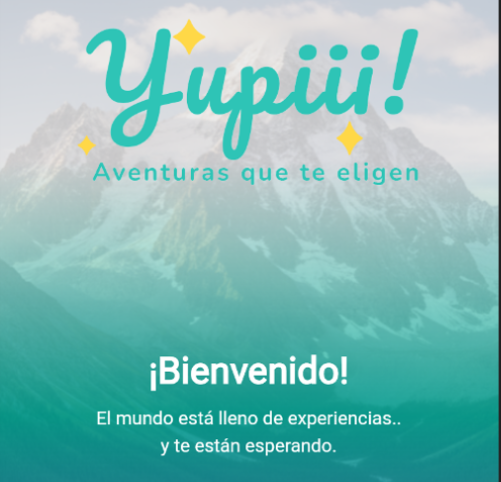 Yupiii!
Aventuras que te eligen
¡Bienvenido!
El mundo está lleno de experiencias..
y te están esperando.